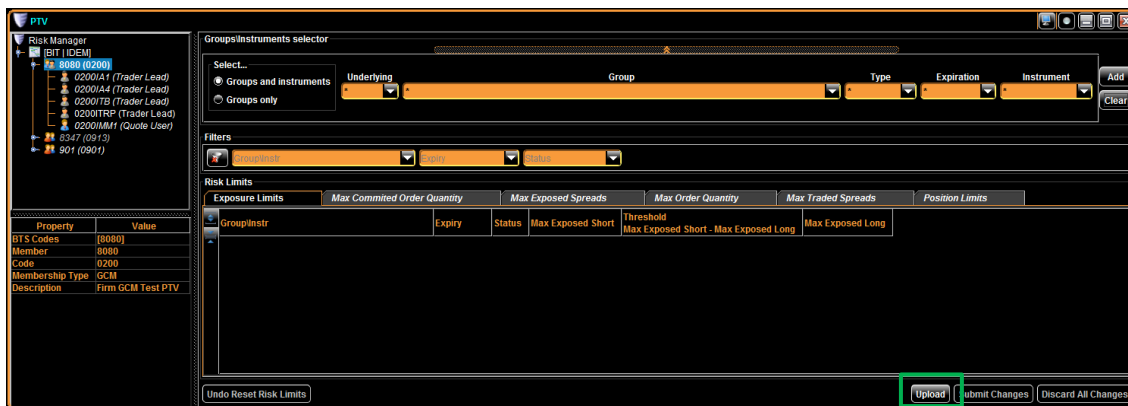 PTV
Risk Manager
[BIT | IDEM]
8080 (0200)
0200IA1 (Trader Lead)
0200IA4 (Trader Lead)
0200ITB (Trader Lead)
0200ITRP (Trader Lead)
0200IMM1 (Quote User)
8347 (0913)
901 (0901)
Property Value
BTS Codes [8080]
Member 8080
Code 0200
Membership Type GCM
Description Firm GCM Test PTV
Groups\Instruments selector
Select...
Groups and instruments
Groups only
Underlying Group Type Expiration Instrument
* * * * *
Add
Clear
Filters
Group\Instr Expiry Status
Risk Limits
Exposure Limits Max Commited Order Quantity Max Exposed Spreads Max Order Quantity Max Traded Spreads Position Limits
Group\Instr Expiry Status Max Exposed Short Threshold Max Exposed Long
Max Exposed Short - Max Exposed Long
Undo Reset Risk Limits Upload Submit Changes Discard All Changes